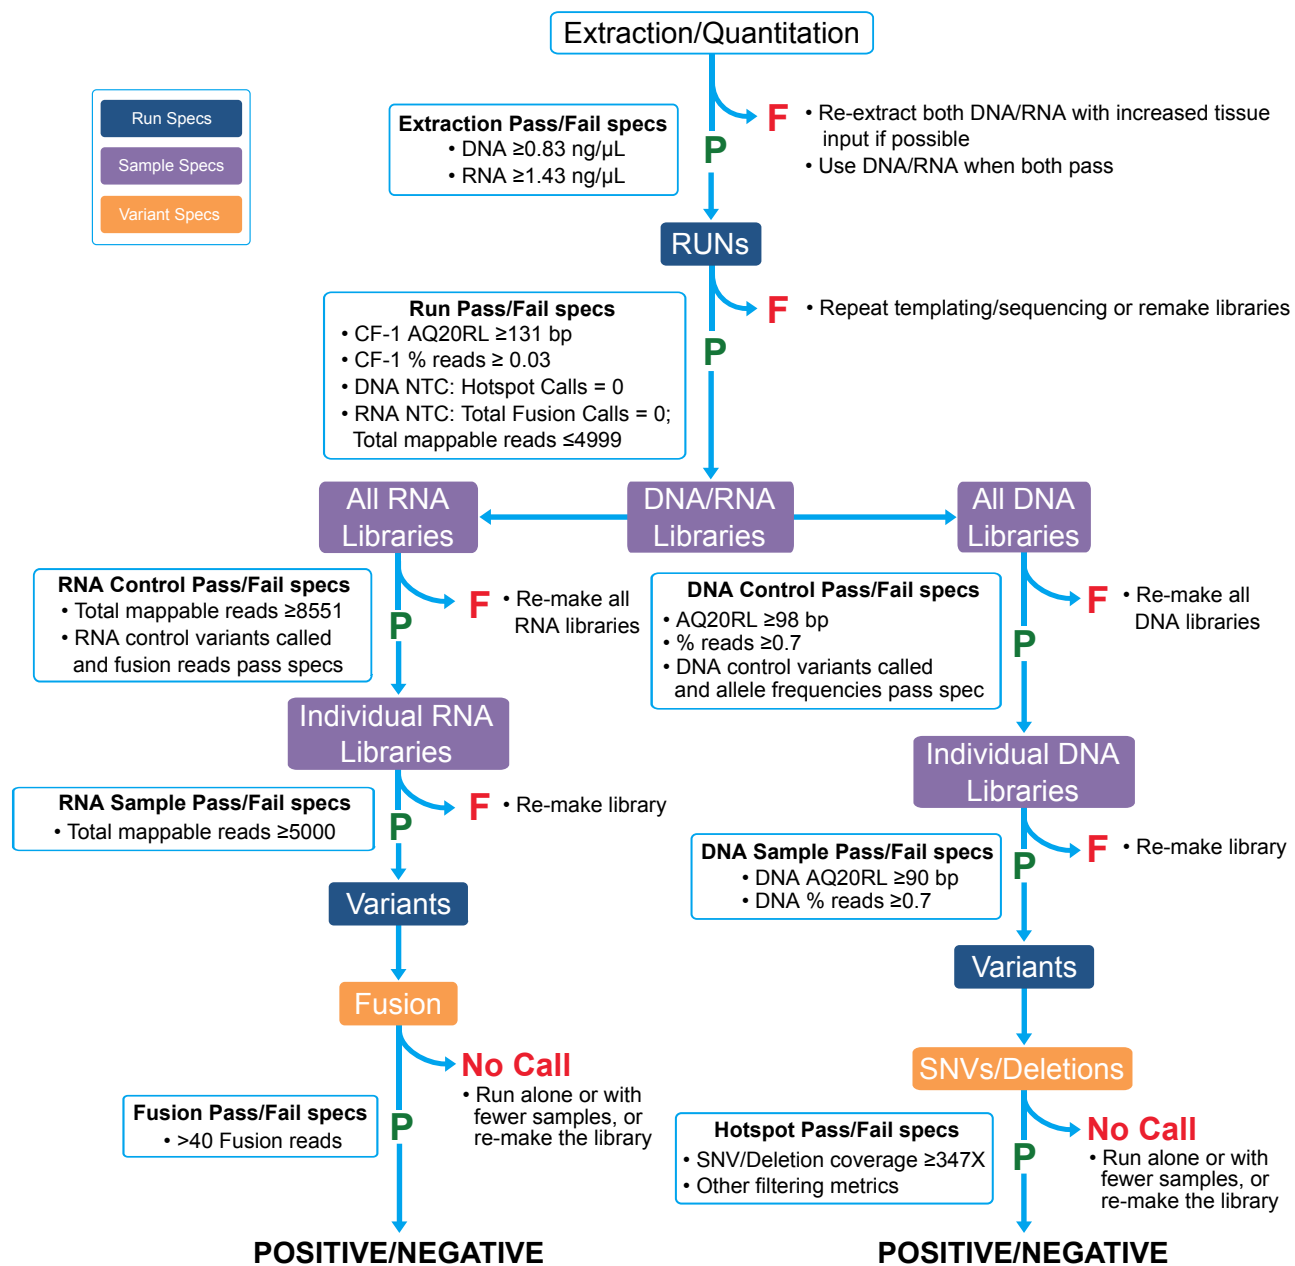 Extraction/Quantitation
Run Specs
Sample Specs
Variant Specs
Extraction Pass/Fail specs
• DNA ≥0.83 ng/µL
• RNA ≥1.43 ng/µL
P
F
• Re-extract both DNA/RNA with increased tissue
input if possible
• Use DNA/RNA when both pass
RUNs
Run Pass/Fail specs
• CF-1 AQ20RL ≥131 bp
• CF-1 % reads ≥ 0.03
• DNA NTC: Hotspot Calls = 0
• RNA NTC: Total Fusion Calls = 0;
Total mappable reads ≤4999
P
F
• Repeat templating/sequencing or remake libraries
All RNA
Libraries
DNA/RNA
Libraries
All DNA
Libraries
RNA Control Pass/Fail specs
• Total mappable reads ≥8551
• RNA control variants called
and fusion reads pass specs
P
F
• Re-make all
RNA libraries
DNA Control Pass/Fail specs
• AQ20RL ≥98 bp
• % reads ≥0.7
• DNA control variants called
and allele frequencies pass spec
P
F
• Re-make all
DNA libraries
Individual RNA
Libraries
Individual DNA
Libraries
RNA Sample Pass/Fail specs
• Total mappable reads ≥5000
P
F
• Re-make library
DNA Sample Pass/Fail specs
• DNA AQ20RL ≥90 bp
• DNA % reads ≥0.7
P
F
• Re-make library
Variants
Variants
Fusion
SNVs/Deletions
Fusion Pass/Fail specs
• >40 Fusion reads
P
No Call
• Run alone or with
fewer samples, or
re-make the library
Hotspot Pass/Fail specs
• SNV/Deletion coverage ≥347X
• Other filtering metrics
P
No Call
• Run alone or with
fewer samples, or
re-make the library
POSITIVE/NEGATIVE
POSITIVE/NEGATIVE